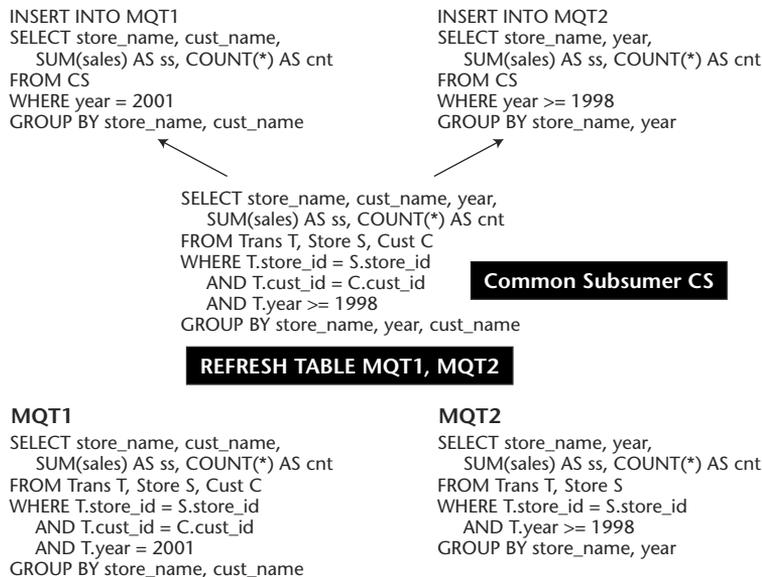 INSERT INTO MQT1
SELECT store_name, cust_name,
SUM(sales) AS ss, COUNT(*) AS cnt
FROM CS
WHERE year = 2001
GROUP BY store_name, cust_name
INSERT INTO MQT2
SELECT store_name, year,
SUM(sales) AS ss, COUNT(*) AS cnt
FROM CS
WHERE year >= 1998
GROUP BY store_name, year
SELECT store_name, cust_name, year,
SUM(sales) AS ss, COUNT(*) AS cnt
FROM Trans T, Store S, Cust C
WHERE T.store_id = S.store_id
AND T.cust_id = C.cust_id
AND T.year >= 1998
GROUP BY store_name, year, cust_name
Common Subsumer CS
REFRESH TABLE MQT1, MQT2
MQT1
SELECT store_name, cust_name,
SUM(sales) AS ss, COUNT(*) AS cnt
FROM Trans T, Store S, Cust C
WHERE T.store_id = S.store_id
AND T.cust_id = C.cust_id
AND T.year = 2001
GROUP BY store_name, cust_name
MQT2
SELECT store_name, year,
SUM(sales) AS ss, COUNT(*) AS cnt
FROM Trans T, Store S
WHERE T.store_id = S.store_id
AND T.year >= 1998
GROUP BY store_name, year